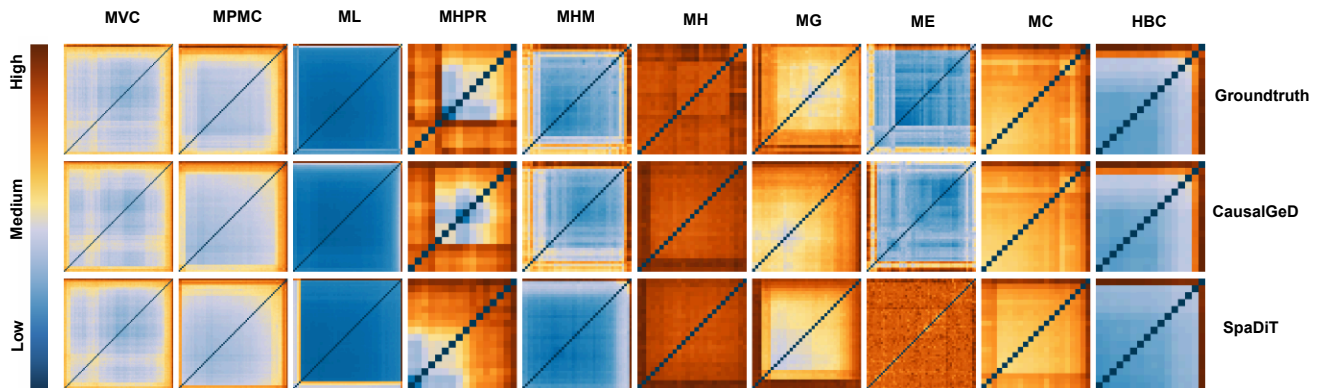 MVC MPMC ML MHPR MHM MH MG ME MC HBC
High
Medium
Low
Groundtruth
CausalGeD
SpaDiT